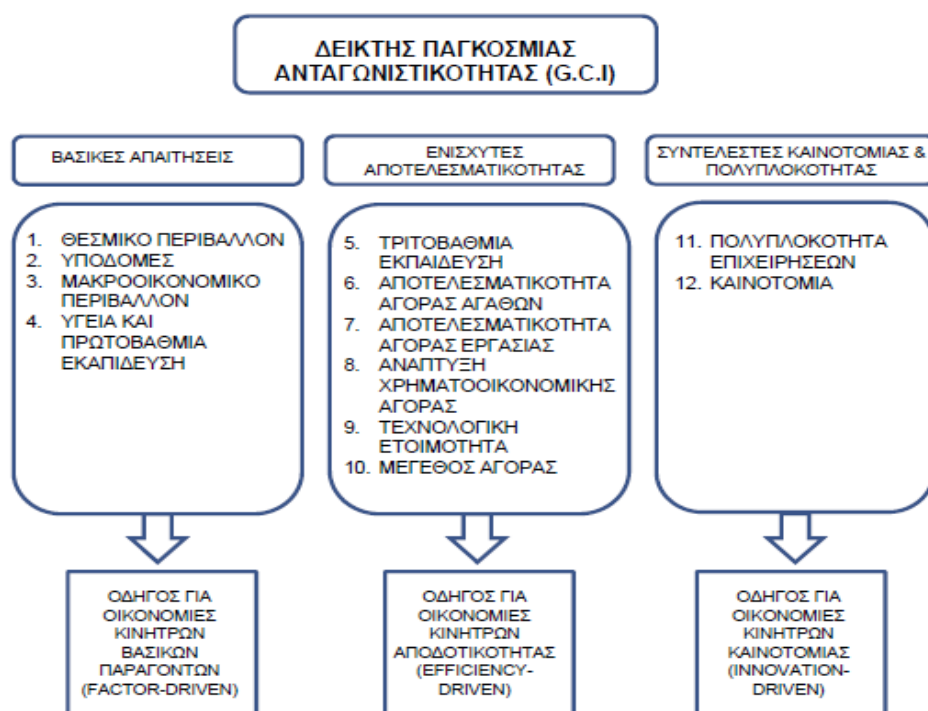 ΔΕΙΚΤΗΣ ΠΑΓΚΟΣΜΙΑΣ
ΑΝΤΑΓΩΝΙΣΤΙΚΟΤΗΤΑΣ (G.C.I)
ΒΑΣΙΚΕΣ ΑΠΑΙΤΗΣΕΙΣ
1. ΘΕΣΜΙΚΟ ΠΕΡΙΒΑΛΛΟΝ
2. ΥΠΟΔΟΜΕΣ
3. ΜΑΚΡΟΟΙΚΟΝΟΜΙΚΟ
ΠΕΡΙΒΑΛΛΟΝ
4. ΥΓΕΙΑ ΚΑΙ
ΠΡΩΤΟΒΑΘΜΙΑ
ΕΚΑΠΙΔΕΥΣΗ
ΟΔΗΓΟΣ ΓΙΑ
ΟΙΚΟΝΟΜΙΕΣ
ΚΙΝΗΤΡΩΝ
ΒΑΣΙΚΩΝ
ΠΑΡΑΓΟΝΤΩΝ
(FACTOR-DRIVEN)
ΕΝΙΣΧΥΤΕΣ
ΑΠΟΤΕΛΕΣΜΑΤΙΚΟΤΗΤΑΣ
5. ΤΡΙΤΟΒΑΘΜΙΑ
ΕΚΠΑΙΔΕΥΣΗ
6. ΑΠΟΤΕΛΕΣΜΑΤΙΚΟΤΗΤΑ
ΑΓΟΡΑΣ ΑΓΑΘΩΝ
7. ΑΠΟΤΕΛΕΣΜΑΤΙΚΟΤΗΤΑ
ΑΓΟΡΑΣ ΕΡΓΑΣΙΑΣ
8. ΑΝΑΠΤΥΞΗ
ΧΡΗΜΑΤΟΟΙΚΟΝΟΜΙΚΗΣ
ΑΓΟΡΑΣ
9. ΤΕΧΝΟΛΟΓΙΚΗ
ΕΤΟΙΜΟΤΗΤΑ
10. ΜΕΓΕΘΟΣ ΑΓΟΡΑΣ
ΟΔΗΓΟΣ ΓΙΑ
ΟΙΚΟΝΟΜΙΕΣ
ΚΙΝΗΤΡΩΝ
ΑΠΟΔΟΤΙΚΟΤΗΤΑΣ
(EFFICIENCY-
DRIVEN)
ΣΥΝΤΕΛΕΣΤΕΣ ΚΑΙΝΟΤΟΜΙΑΣ &
ΠΟΛΥΠΛΟΚΟΤΗΤΑΣ
11. ΠΟΛΥΠΛΟΚΟΤΗΤΑ
ΕΠΙΧΕΙΡΗΣΕΩΝ
12. ΚΑΙΝΟΤΟΜΙΑ
ΟΔΗΓΟΣ ΓΙΑ
ΟΙΚΟΝΟΜΙΕΣ
ΚΙΝΗΤΡΩΝ
ΚΑΙΝΟΤΟΜΙΑΣ
(INNOVATION-
DRIVEN)